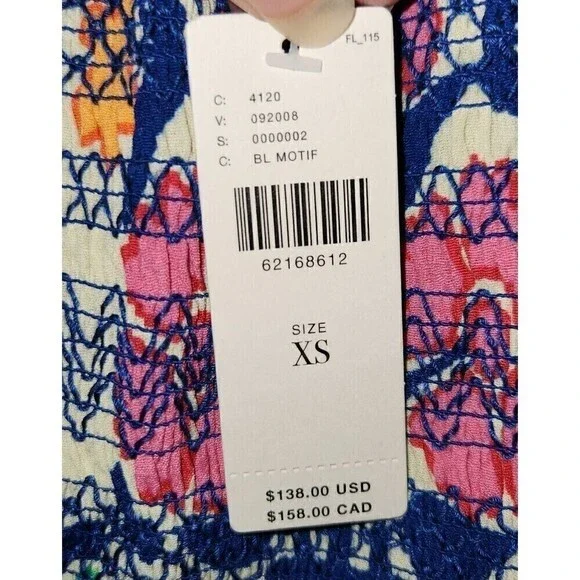 FL_115
C: 4120
V: 092008
S: 0000002
C: BL MOTIF
62168612
SIZE
XS
$138.00 USD
$158.00 CAD